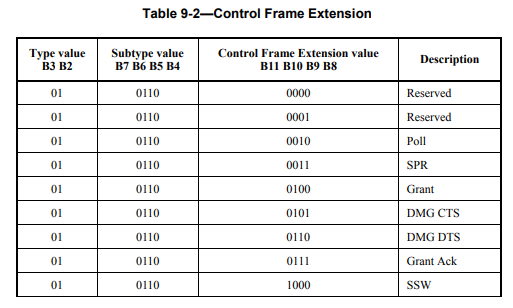 Table 9-2—Control Frame Extension
Type value Subtype value Control Frame Extension value Description
B3 B2 B7 B6 B5 B4 B11 B10 B9 B8
01 0110 0000 Reserved
01 0110 0001 Reserved
01 0110 0010 Poll
01 0110 0011 SPR
01 0110 0100 Grant
01 0110 0101 DMG CTS
01 0110 0110 DMG DTS
01 0110 0111 Grant Ack
01 0110 1000 SSW